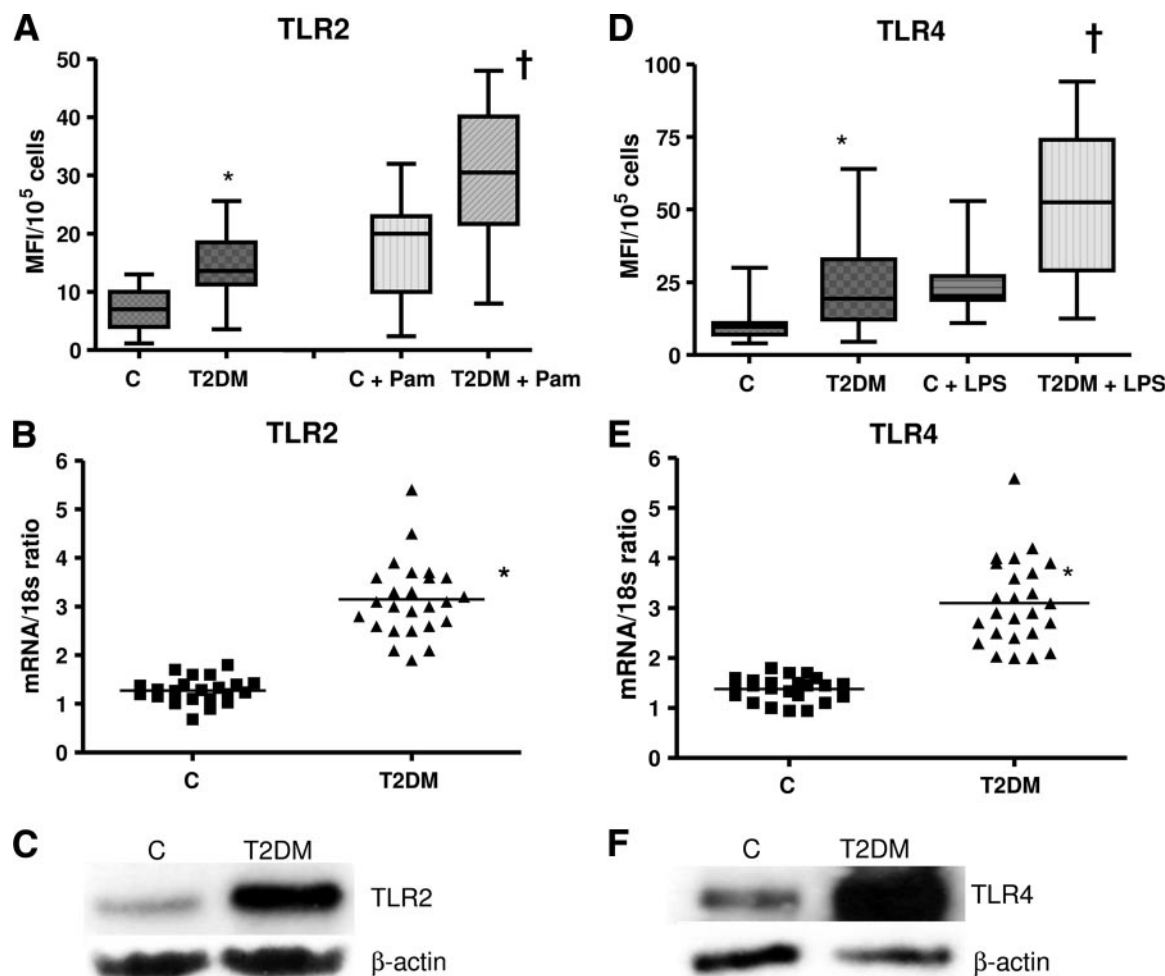 A
TLR2
MFI/10⁵ cells
50
40
30
20
10
0
*
†
C
T2DM
C + Pam
T2DM + Pam
D
TLR4
MFI/10⁵ cells
100
75
50
25
0
*
†
C
T2DM
C + LPS
T2DM + LPS
B
TLR2
mRNA/18s ratio
6
5
4
3
2
1
0
*
C
T2DM
E
TLR4
mRNA/18s ratio
6
5
4
3
2
1
0
*
C
T2DM
C
C T2DM
TLR2
β-actin
F
C T2DM
TLR4
β-actin